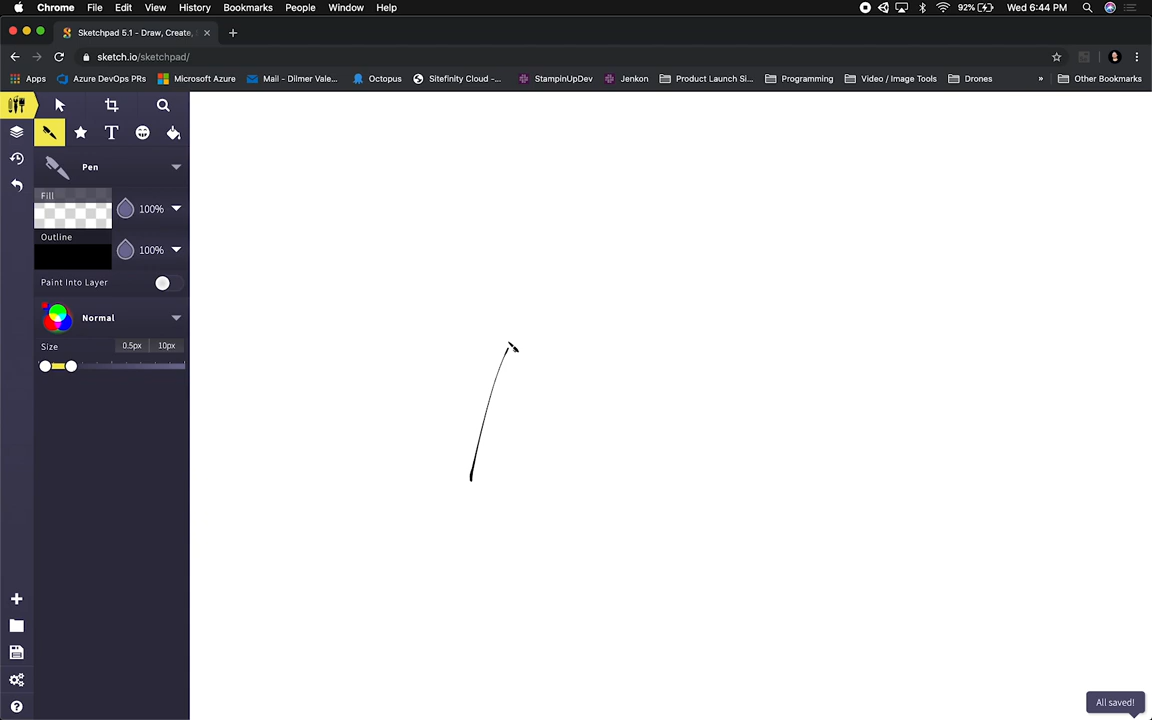 Chrome File Edit View History Bookmarks People Window Help 92% Wed 6:44 PM
Sketchpad 5.1 - Draw, Create,
sketch.io/sketchpad/
Apps Azure DevOps PRs Microsoft Azure Mail - Dilmer Vale... Octopus Sitefinity Cloud -... StampinUpDev Jenkon Product Launch Si... Programming Video / Image Tools Drones » Other Bookmarks
T
Pen
Fill
100%
Outline
100%
Paint Into Layer
Normal
Size 0.5px 10px
All saved!